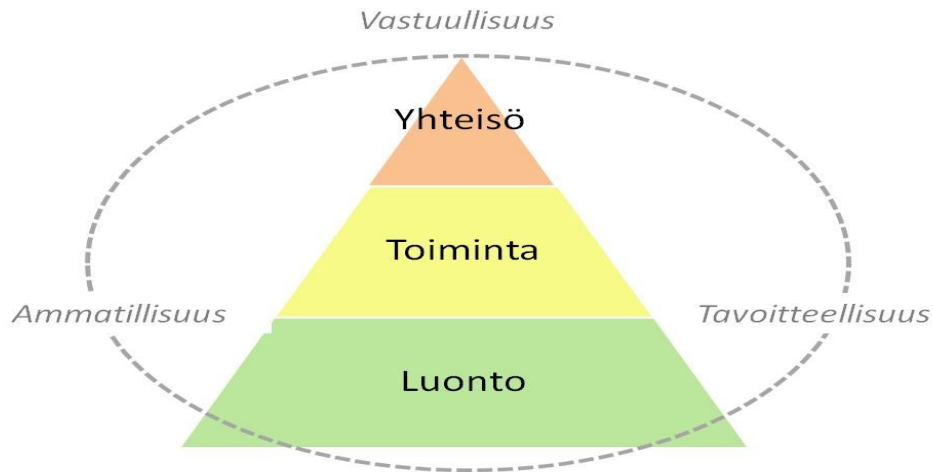 Vastuullisuus
Yhteisö
Toiminta
Ammatillisuus
Tavoitteellisuus
Luonto